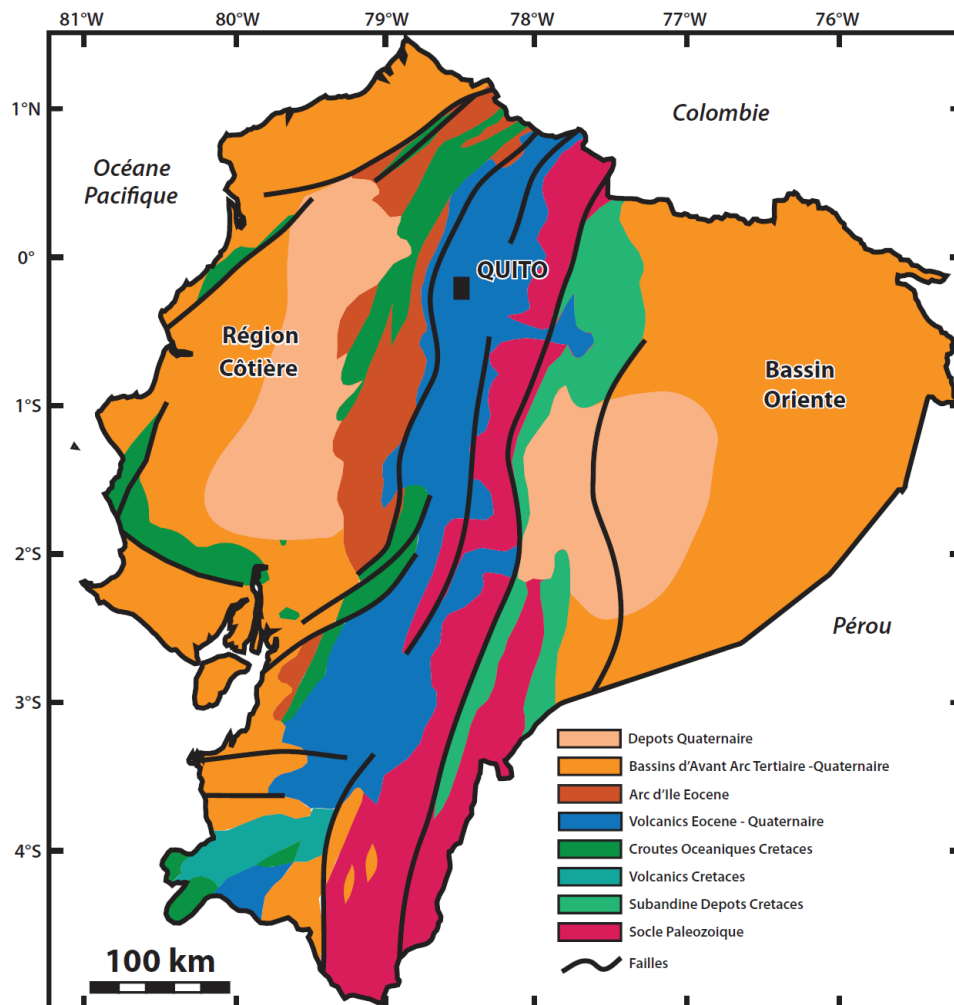 81°W 80°W 79°W 78°W 77°W 76°W
1°N
Colombie
Océane
Pacifique
0°
QUITO
Région
Côtière
Bassin
Oriente
1°S
2°S
Pérou
3°S
Depots Quaternaire
Bassins d'Avant Arc Tertiaire -Quaternaire
Arc d'Ile Eocene
Volcanics Eocene - Quaternaire
Croutes Oceaniques Cretaces
4°S
Volcanics Cretaces
Subandine Depots Cretaces
Socle Paleozoique
Failles
100 km